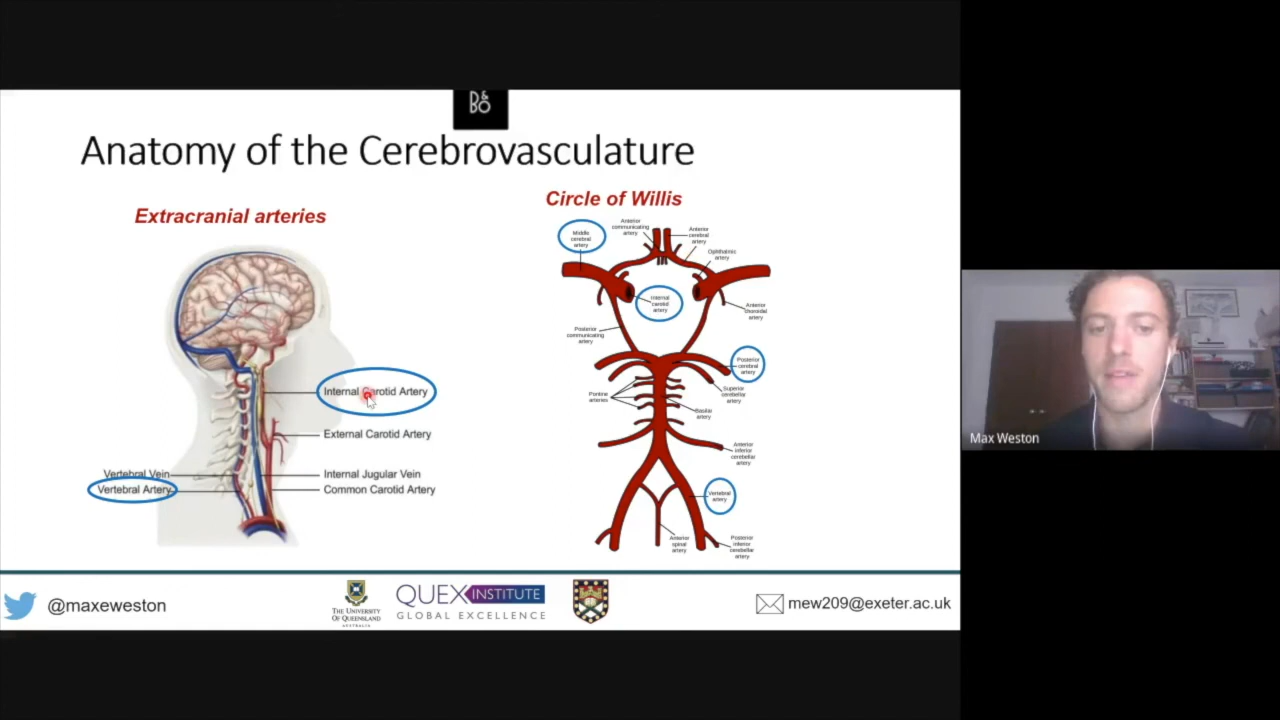 B&O
Anatomy of the Cerebrovasculature
Extracranial arteries
Internal Carotid Artery
External Carotid Artery
Vertebral Vein
Internal Jugular Vein
Vertebral Artery
Common Carotid Artery
Circle of Willis
Middle
cerebral
artery
Anterior
communicating
artery
Anterior
cerebral
artery
Ophthalmic
artery
Internal
carotid
artery
Anterior
choroidal
artery
Posterior
communicating
artery
Posterior
cerebral
artery
Superior
cerebellar
artery
Pontine
arteries
Basilar
artery
Anterior
inferior
cerebellar
artery
Vertebral
artery
Anterior
spinal
artery
Posterior
inferior
cerebellar
artery
@maxeweston
THE UNIVERSITY
OF QUEENSLAND
AUSTRALIA
QUEX INSTITUTE
GLOBAL EXCELLENCE
mew209@exeter.ac.uk
Max Weston